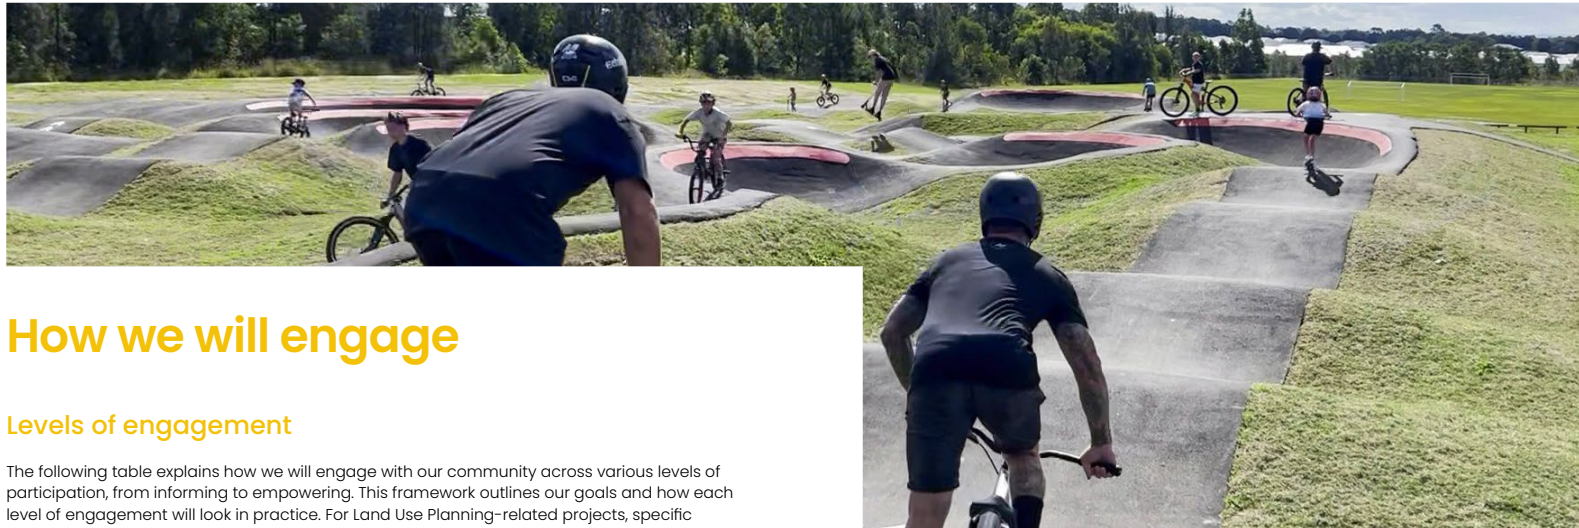 How we will engage
Levels of engagement
The following table explains how we will engage with our community across various levels of
participation, from informing to empowering. This framework outlines our goals and how each
level of engagement will look in practice. For Land Use Planning-related projects, specific